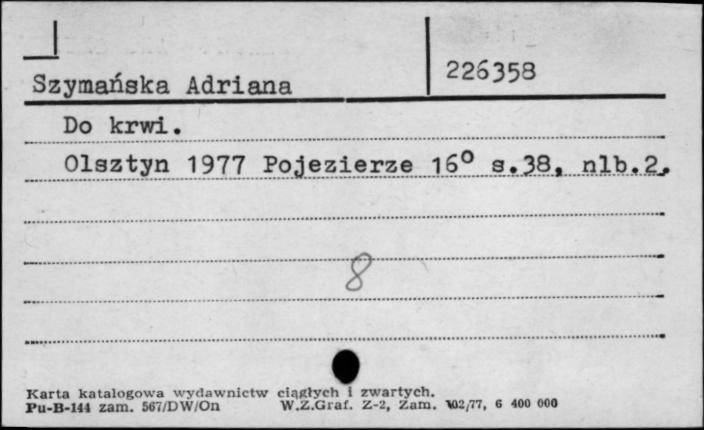 226358
Szymańska Adriana
Do krwi.
Olsztyn 1977 Pojezierze 16° s.38, nlb.2.
8
Karta katalogowa wydawnictw ciągłych i zwartych.
Pu-B-144 zam. 567/DW/On W.Z.Graf. Z-2, Zam. 102/77, 6 400 000